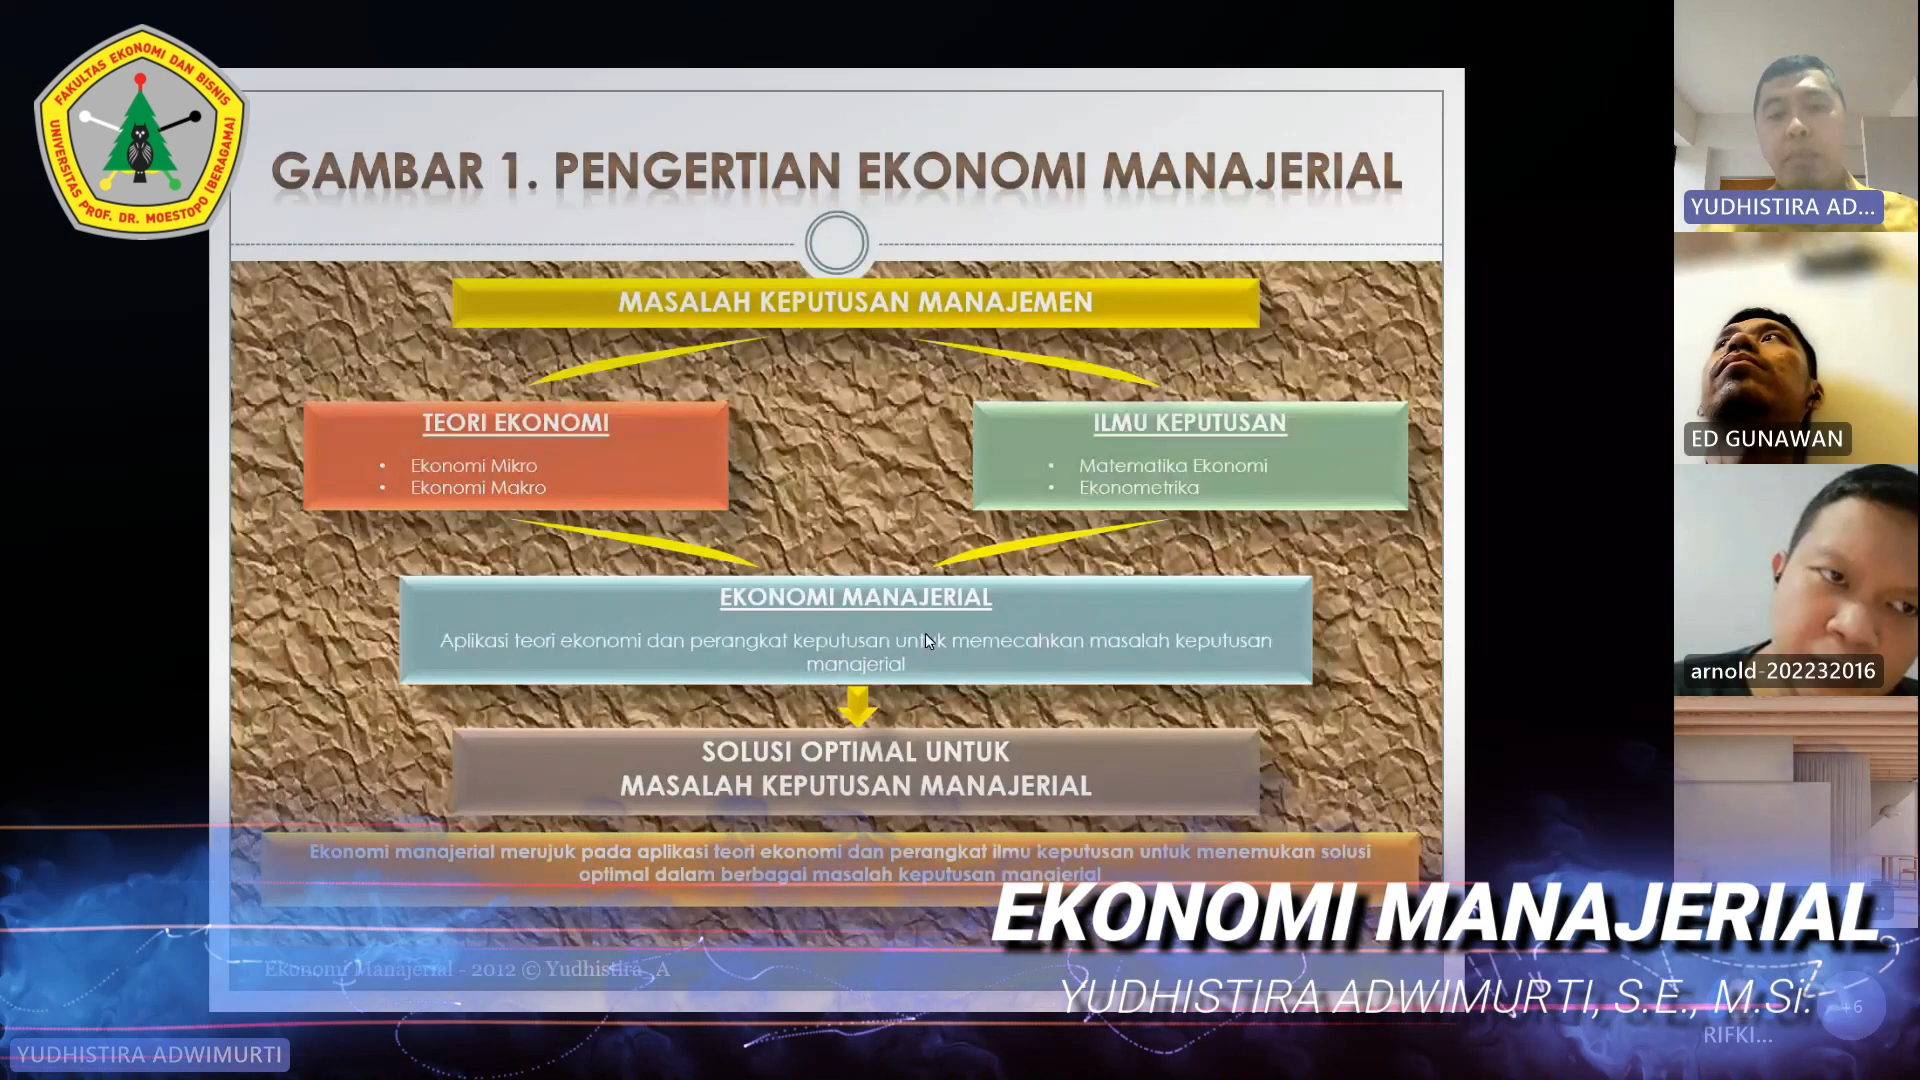 FAKULTAS EKONOMI DAN BISNIS
UNIVERSITAS PROF. DR. MOESTOPO (BERAGAMA)
GAMBAR 1. PENGERTIAN EKONOMI MANAJERIAL
MASALAH KEPUTUSAN MANAJEMEN
TEORI EKONOMI
• Ekonomi Mikro
• Ekonomi Makro
ILMU KEPUTUSAN
• Matematika Ekonomi
• Ekonometrika
EKONOMI MANAJERIAL
Aplikasi teori ekonomi dan perangkat keputusan untuk memecahkan masalah keputusan
manajerial
SOLUSI OPTIMAL UNTUK
MASALAH KEPUTUSAN MANAJERIAL
Ekonomi manajerial merujuk pada aplikasi teori ekonomi dan perangkat ilmu keputusan untuk menemukan solusi
optimal dalam berbagai masalah keputusan manajerial
Ekonomi Manajerial - 2012 © Yudhistira_A
YUDHISTIRA AD...
ED GUNAWAN
arnold-202232016
EKONOMI MANAJERIAL
YUDHISTIRA ADWIMURTI, S.E., M.Si.
+6
RIFKI...
YUDHISTIRA ADWIMURTI